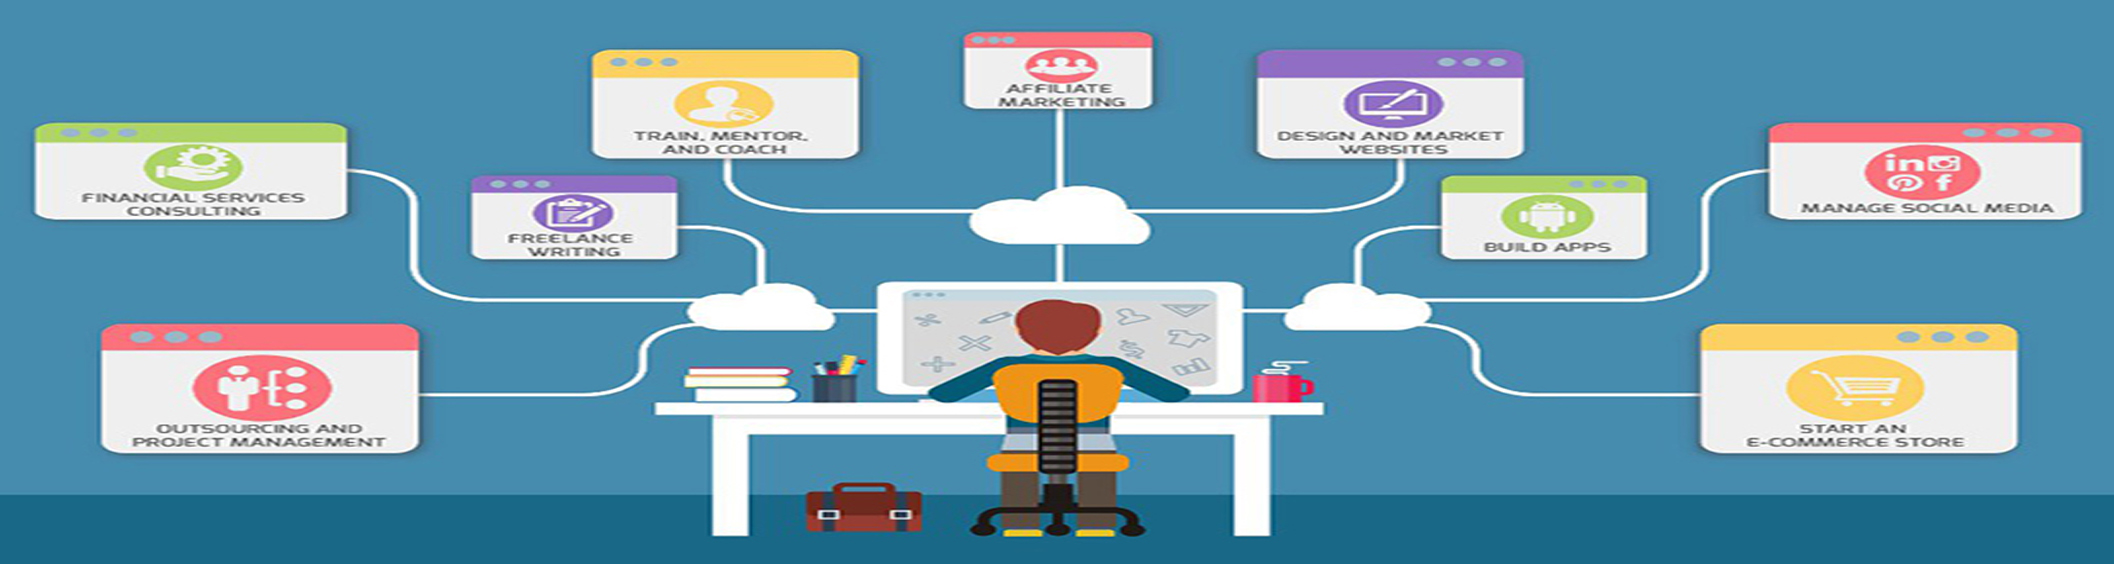 AFFILIATE
MARKETING
TRAIN, MENTOR,
AND COACH
DESIGN AND MARKET
WEBSITES
FINANCIAL SERVICES
CONSULTING
in
f
MANAGE SOCIAL MEDIA
FREELANCE
WRITING
BUILD APPS
$
OUTSOURCING AND
PROJECT MANAGEMENT
START AN
E-COMMERCE STORE